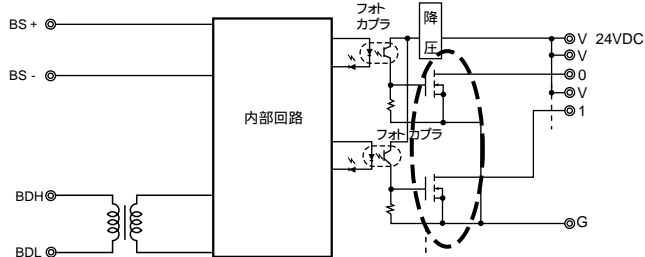 BS +
BS -
BDH
BDL
内部回路
フォト
カプラ
フォトカプラ
降
圧
V 24VDC
V
0
V
1
G